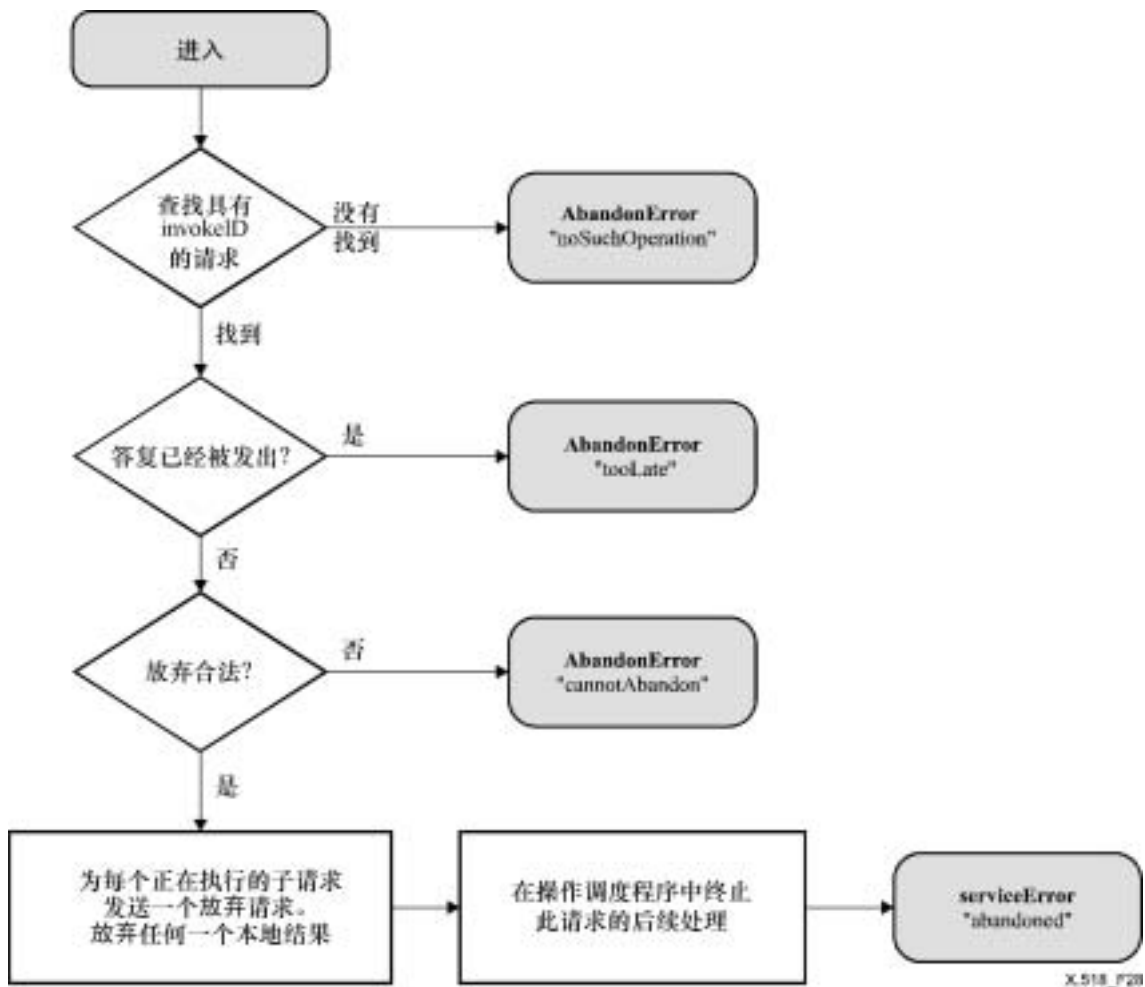 进入
查找具有
invokeID
的请求
没有
找到
AbandonError
"noSuchOperation"
找到
答复已经被发出?
是
AbandonError
"tooLate"
否
放弃合法?
否
AbandonError
"cannotAbandon"
是
为每个正在执行的子请求
发送一个放弃请求。
放弃任何一个本地结果
在操作调度程序中终止
此请求的后续处理
serviceError
"abandoned"
X.518_F28